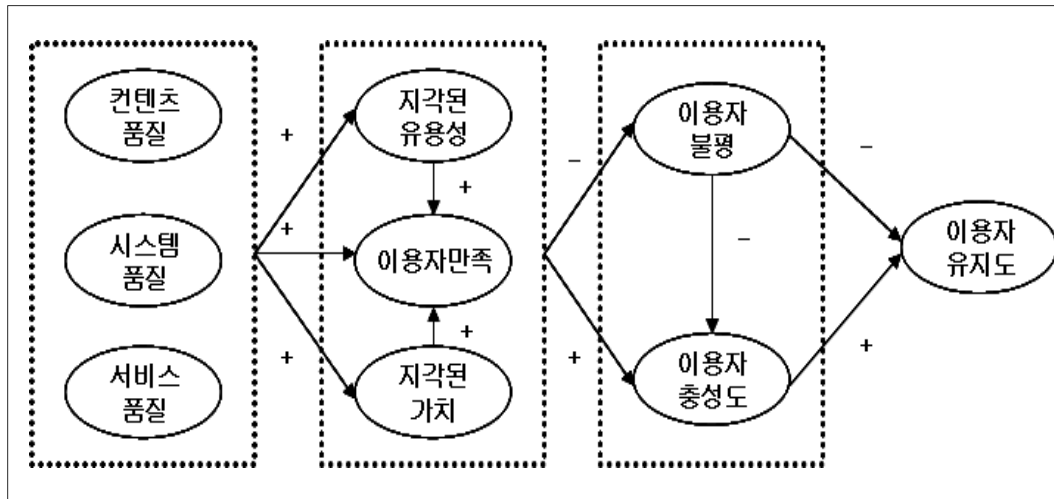 컨텐츠
품질
시스템
품질
서비스
품질
+
+
+
지각된
유용성
+
이용자만족
+
지각된
가치
–
+
이용자
불평
–
이용자
충성도
–
+
이용자
유지도